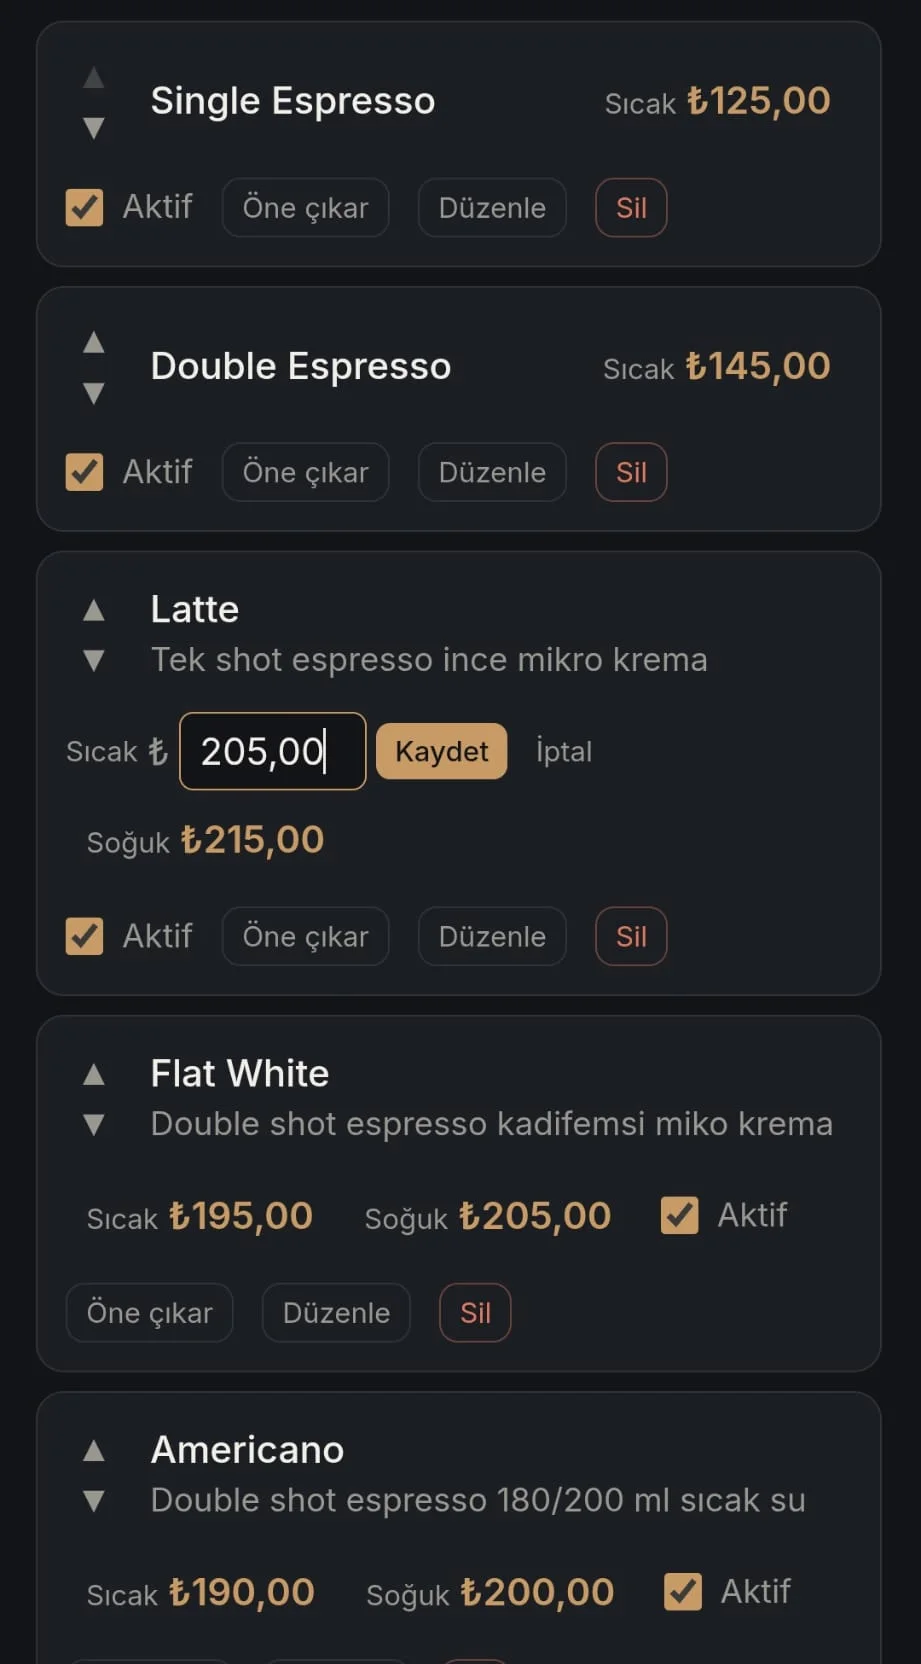 Single Espresso Sıcak ₺125,00
Aktif Öne çıkar Düzenle Sil
Double Espresso Sıcak ₺145,00
Aktif Öne çıkar Düzenle Sil
Latte
Tek shot espresso ince mikro krema
Sıcak ₺ 205,00 Kaydet İptal
Soğuk ₺215,00
Aktif Öne çıkar Düzenle Sil
Flat White
Double shot espresso kadifemsi miko krema
Sıcak ₺195,00 Soğuk ₺205,00 Aktif
Öne çıkar Düzenle Sil
Americano
Double shot espresso 180/200 ml sıcak su
Sıcak ₺190,00 Soğuk ₺200,00 Aktif